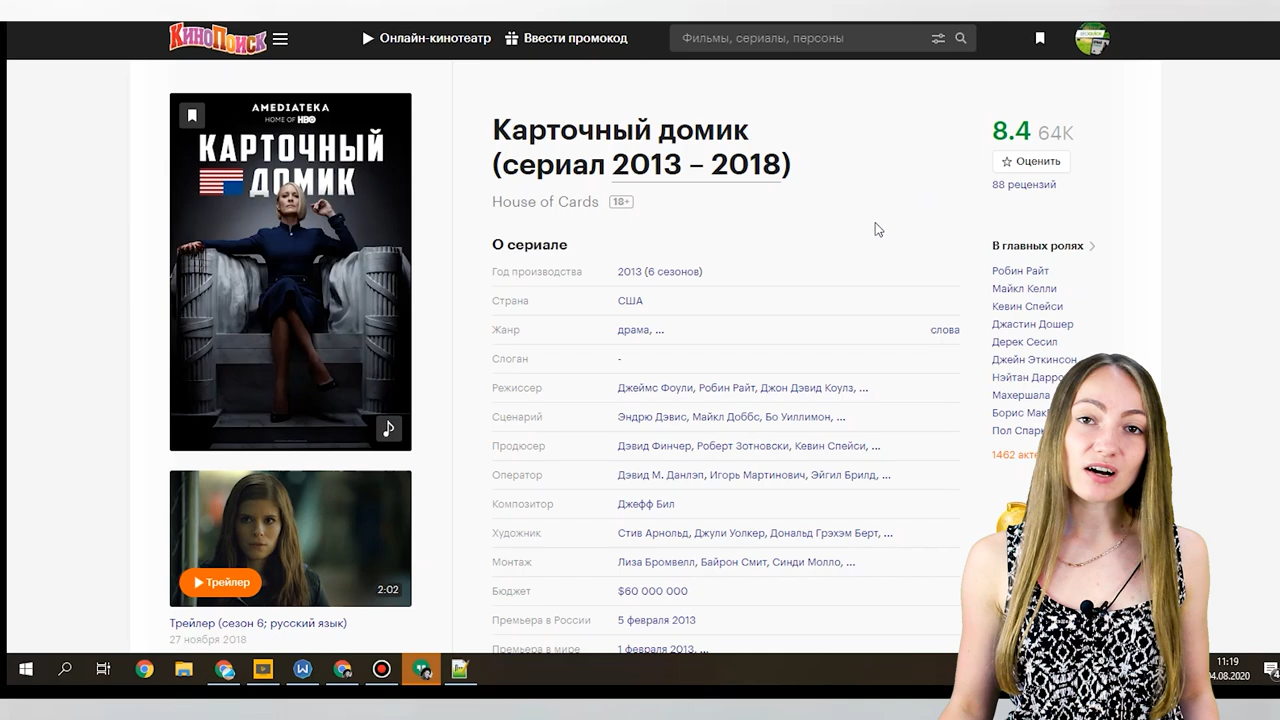 КиноПоиск
Онлайн-кинотеатр
Ввести промокод
Фильмы, сериалы, персоны
AMEDIATEKA
HOME OF HBO
КАРТОЧНЫЙ
ДОМИК
Трейлер
2:02
Трейлер (сезон 6; русский язык)
27 ноября 2018
Карточный домик
(сериал 2013 – 2018)
House of Cards 18+
О сериале
Год производства 2013 (6 сезонов)
Страна США
Жанр драма, ... слова
Слоган -
Режиссер Джеймс Фоули, Робин Райт, Джон Дэвид Коулз, ...
Сценарий Эндрю Дэвис, Майкл Доббс, Бо Уиллимон, ...
Продюсер Дэвид Финчер, Роберт Зотновски, Кевин Спейси, ...
Оператор Дэвид М. Данлэп, Игорь Мартинович, Эйгил Брилд, ...
Композитор Джефф Бил
Художник Стив Арнольд, Джули Уолкер, Дональд Грэхэм Берт, ...
Монтаж Лиза Бромвелл, Байрон Смит, Синди Молло, ...
Бюджет $60 000 000
Премьера в России 5 февраля 2013
Премьера в мире 1 февраля 2013, ...
8.4 64K
Оценить
88 рецензий
В главных ролях
Робин Райт
Майкл Келли
Кевин Спейси
Джастин Дошер
Дерек Сесил
Джейн Эткинсон
Нэйтан Дарро
Махершала
Борис Мак
Пол Спарк
1462 акте
11:19
04.08.2020